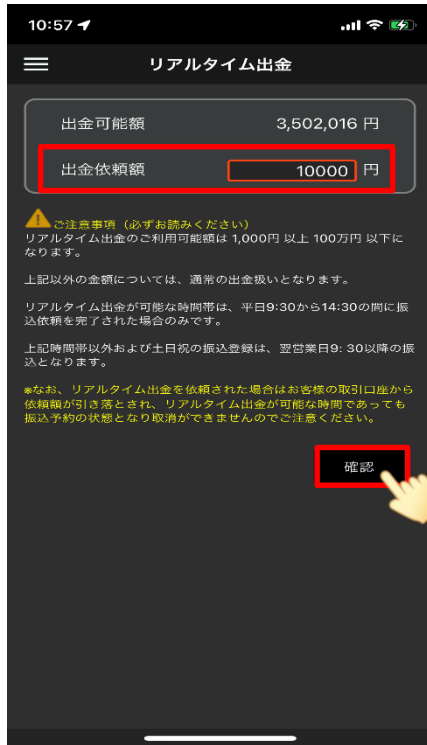 10:57
リアルタイム出金
出金可能額 3,502,016 円
出金依頼額 10000 円
ご注意事項（必ずお読みください）
リアルタイム出金のご利用可能額は 1,000円 以上 100万円 以下に
なります。
上記以外の金額については、通常の出金扱いとなります。
リアルタイム出金が可能な時間帯は、平日9:30から14:30の間に振
込依頼を完了された場合のみです。
上記時間帯以外および土日祝の振込登録は、翌営業日9: 30以降の振
込となります。
※なお、リアルタイム出金を依頼された場合はお客様の取引口座から
依頼額が引き落とされ、リアルタイム出金が可能な時間であっても
振込予約の状態となり取消ができませんのでご注意ください。
確認